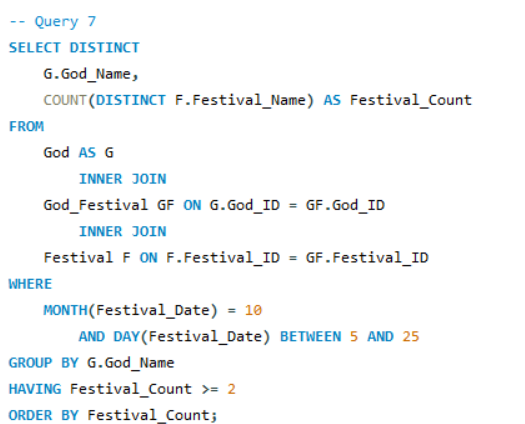 -- Query 7
SELECT DISTINCT
G.God_Name,
COUNT(DISTINCT F.Festival_Name) AS Festival_Count
FROM
God AS G
INNER JOIN
God_Festival GF ON G.God_ID = GF.God_ID
INNER JOIN
Festival F ON F.Festival_ID = GF.Festival_ID
WHERE
MONTH(Festival_Date) = 10
AND DAY(Festival_Date) BETWEEN 5 AND 25
GROUP BY G.God_Name
HAVING Festival_Count >= 2
ORDER BY Festival_Count;